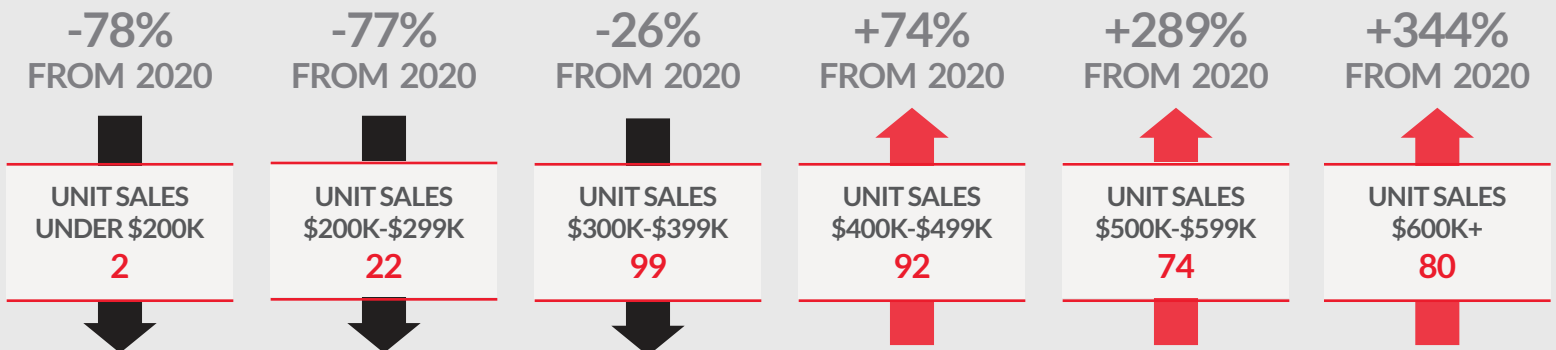 -78%
FROM 2020
UNIT SALES
UNDER $200K
2
-77%
FROM 2020
UNIT SALES
$200K-$299K
22
-26%
FROM 2020
UNIT SALES
$300K-$399K
99
+74%
FROM 2020
UNIT SALES
$400K-$499K
92
+289%
FROM 2020
UNIT SALES
$500K-$599K
74
+344%
FROM 2020
UNIT SALES
$600K+
80